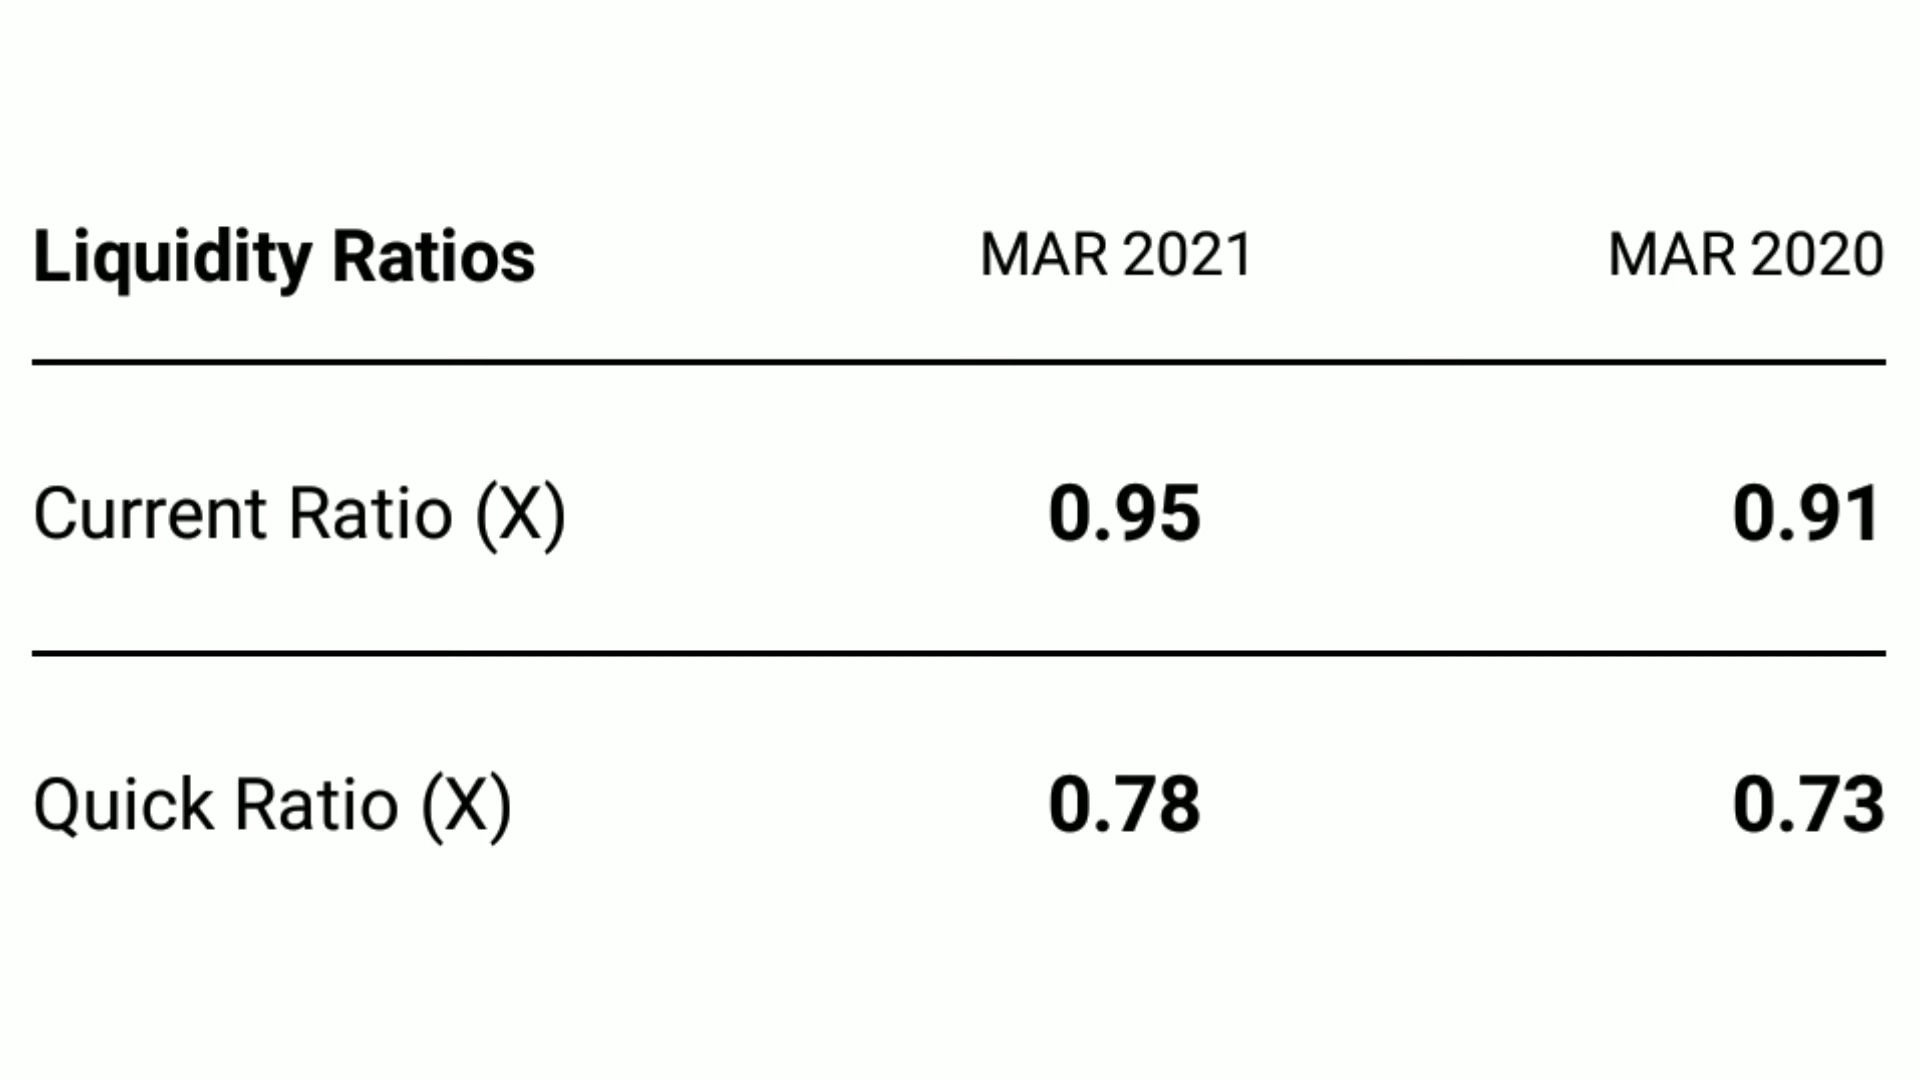 Liquidity Ratios MAR 2021 MAR 2020
Current Ratio (X) 0.95 0.91
Quick Ratio (X) 0.78 0.73